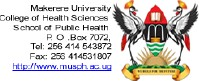 Makerere University
College of Health Sciences
School of Public Health
P. O .Box 7072,
Tel: 256 414 543872
Fax: 256 414531807
http://www.musph.ac.ug